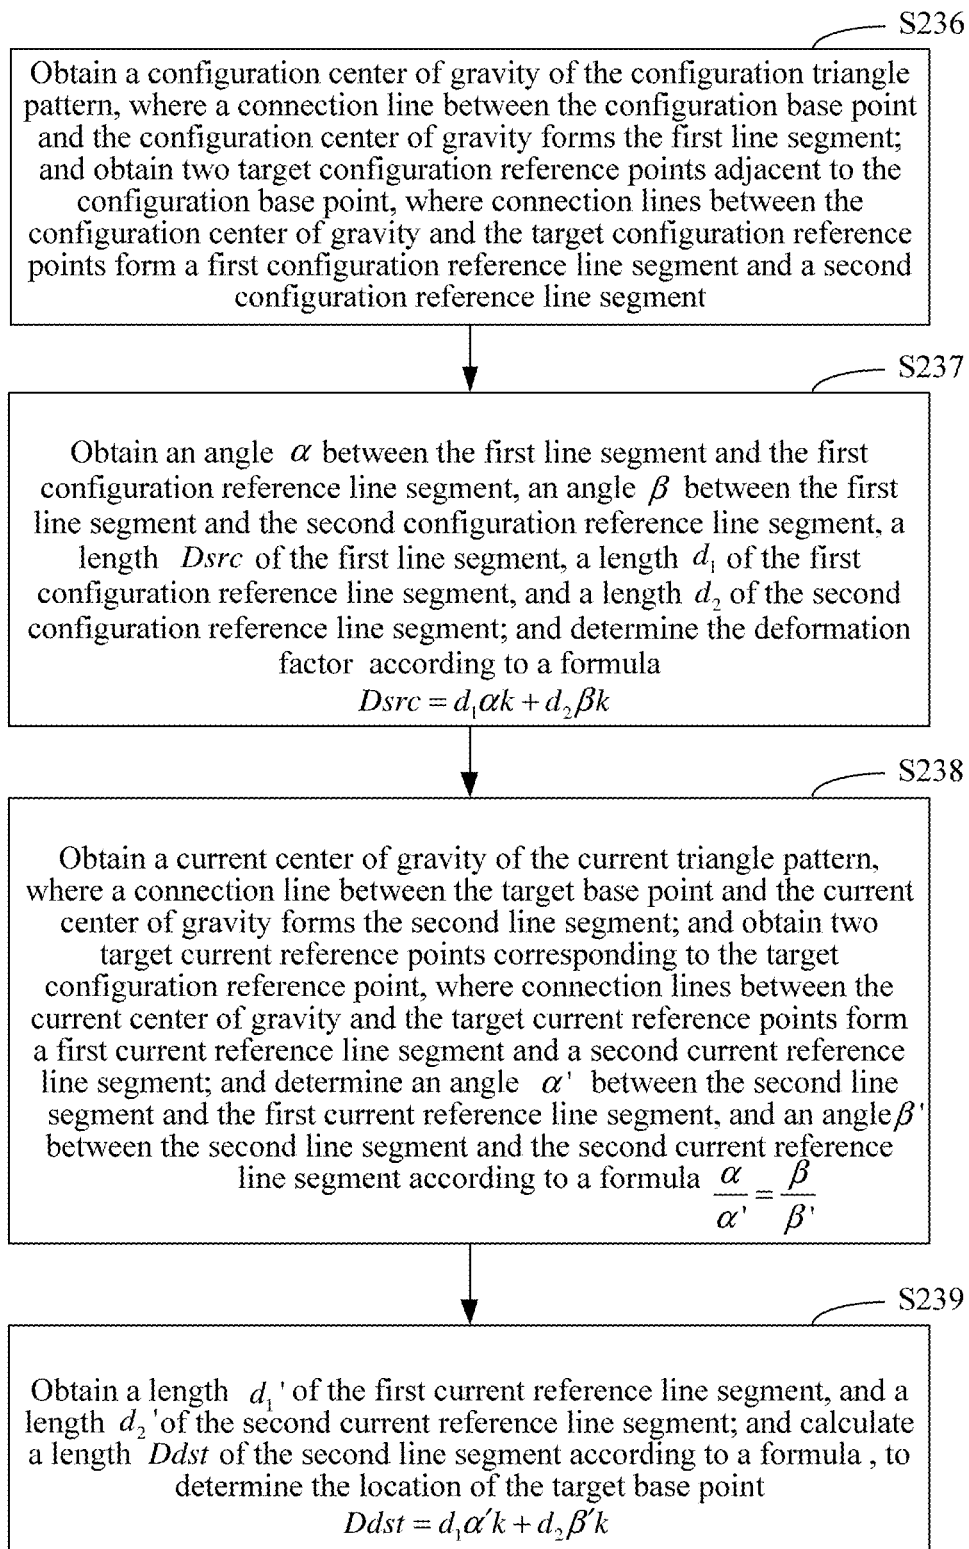 S236
Obtain a configuration center of gravity of the configuration triangle
pattern, where a connection line between the configuration base point
and the configuration center of gravity forms the first line segment;
and obtain two target configuration reference points adjacent to the
configuration base point, where connection lines between the
configuration center of gravity and the target configuration reference
points form a first configuration reference line segment and a second
configuration reference line segment
S237
Obtain an angle α between the first line segment and the first
configuration reference line segment, an angle β between the first
line segment and the second configuration reference line segment, a
length Dsrc of the first line segment, a length d₁ of the first
configuration reference line segment, and a length d₂ of the second
configuration reference line segment; and determine the deformation
factor according to a formula
Dsrc = d₁αk + d₂βk
S238
Obtain a current center of gravity of the current triangle pattern,
where a connection line between the target base point and the current
center of gravity forms the second line segment; and obtain two
target current reference points corresponding to the target
configuration reference point, where connection lines between the
current center of gravity and the target current reference points form
a first current reference line segment and a second current reference
line segment; and determine an angle α' between the second line
segment and the first current reference line segment, and an angle β'
between the second line segment and the second current reference
line segment according to a formula α/α' = β/β'
S239
Obtain a length d₁' of the first current reference line segment, and a
length d₂' of the second current reference line segment; and calculate
a length Ddst of the second line segment according to a formula , to
determine the location of the target base point
Ddst = d₁α′k + d₂β′k